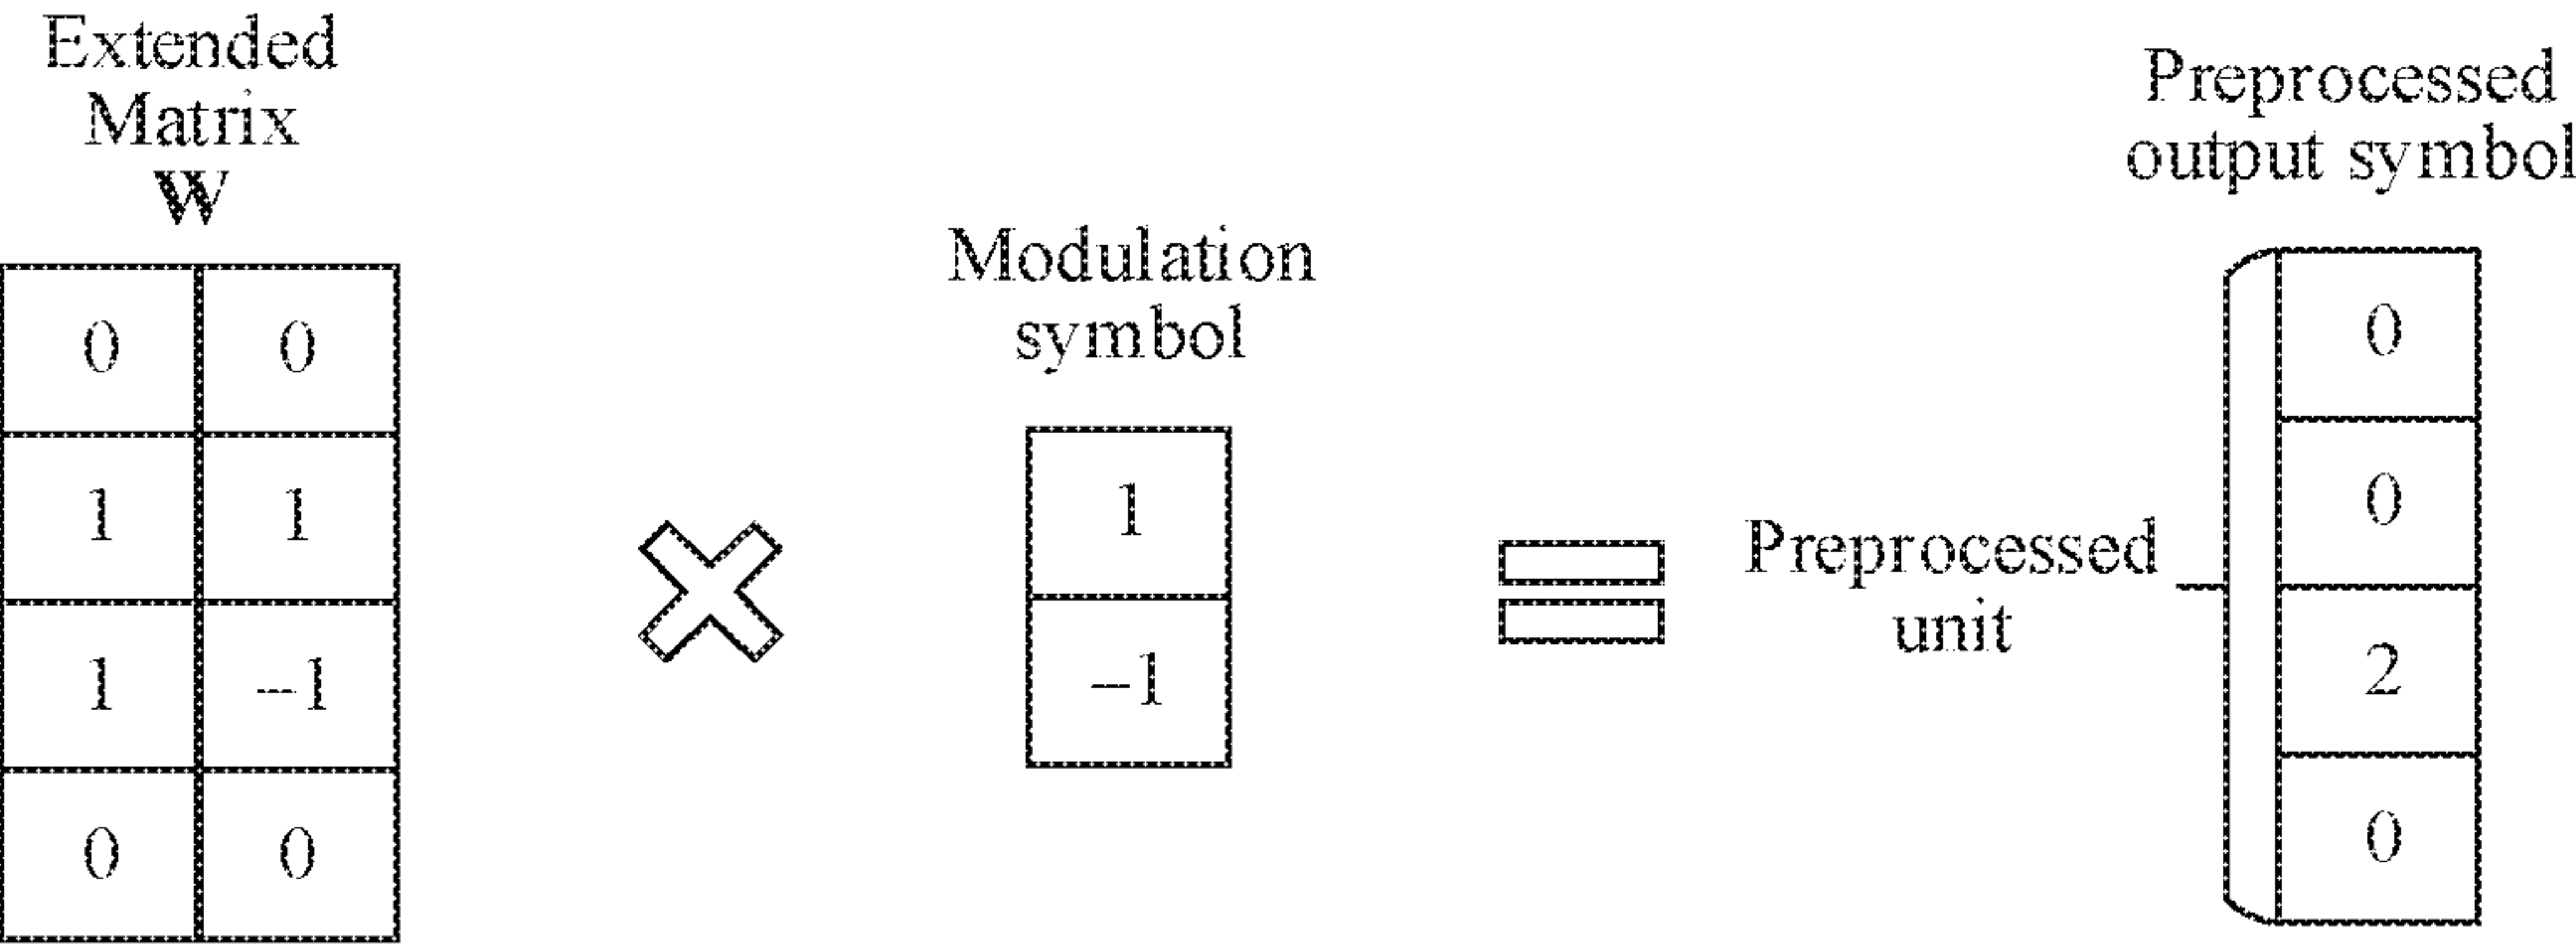 Extended
Matrix
W
0 0
1 1
1 --1
0 0
Modulation
symbol
1
–1
Preprocessed
unit
Preprocessed
output symbol
0
0
2
0